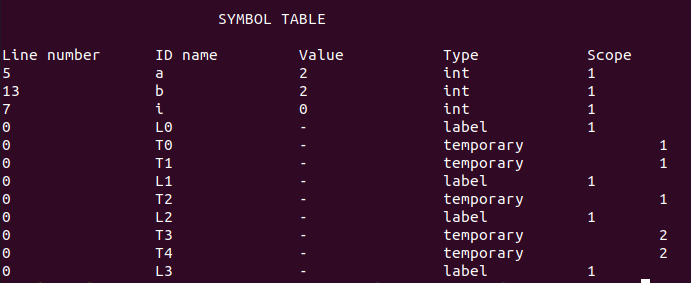 SYMBOL TABLE
Line number ID name Value Type Scope
5 a 2 int 1
13 b 2 int 1
7 i 0 int 1
0 L0 - label 1
0 T0 - temporary 1
0 T1 - temporary 1
0 L1 - label 1
0 T2 - temporary 1
0 L2 - label 1
0 T3 - temporary 2
0 T4 - temporary 2
0 L3 - label 1